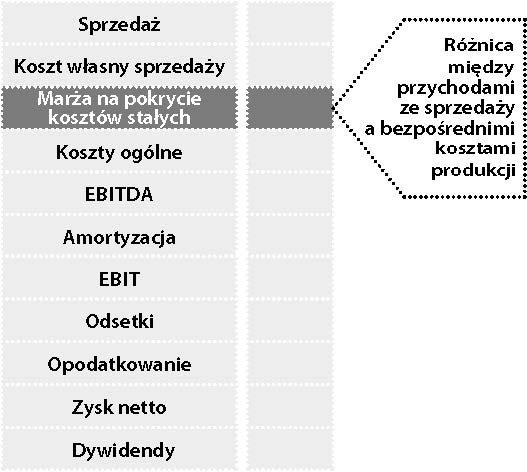 Sprzedaż
Koszt własny sprzedaży
Marża na pokrycie
kosztów stałych
Koszty ogólne
EBITDA
Amortyzacja
EBIT
Odsetki
Opodatkowanie
Zysk netto
Dywidendy
Różnica
między
przychodami
ze sprzedaży
a bezpośrednimi
kosztami
produkcji